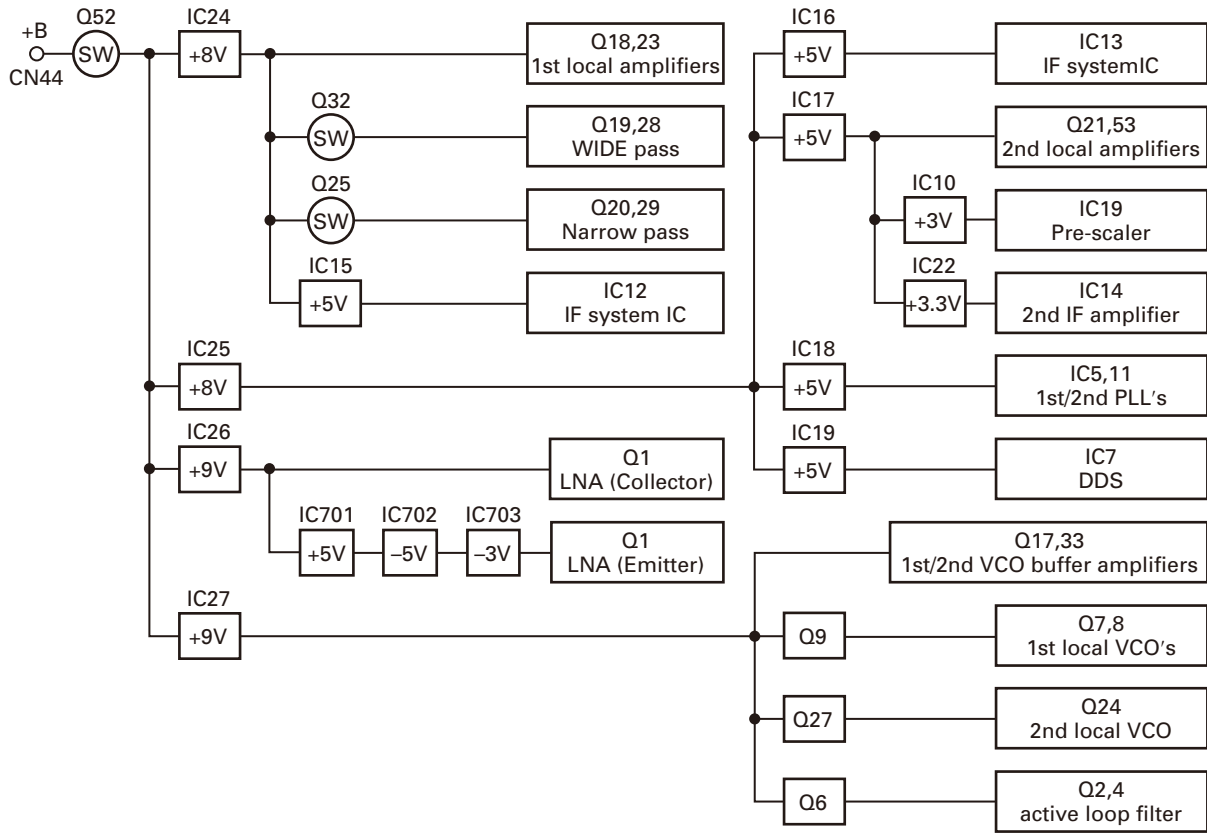 +B
CN44
Q52
SW
IC24
+8V
Q18,23
1st local amplifiers
Q32
SW
Q19,28
WIDE pass
Q25
SW
Q20,29
Narrow pass
IC15
+5V
IC12
IF system IC
IC25
+8V
IC16
+5V
IC13
IF systemIC
IC17
+5V
Q21,53
2nd local amplifiers
IC10
+3V
IC19
Pre-scaler
IC22
+3.3V
IC14
2nd IF amplifier
IC18
+5V
IC5,11
1st/2nd PLL's
IC19
+5V
IC7
DDS
IC26
+9V
Q1
LNA (Collector)
IC701
+5V
IC702
–5V
IC703
–3V
Q1
LNA (Emitter)
IC27
+9V
Q17,33
1st/2nd VCO buffer amplifiers
Q9
Q7,8
1st local VCO's
Q27
Q24
2nd local VCO
Q6
Q2,4
active loop filter